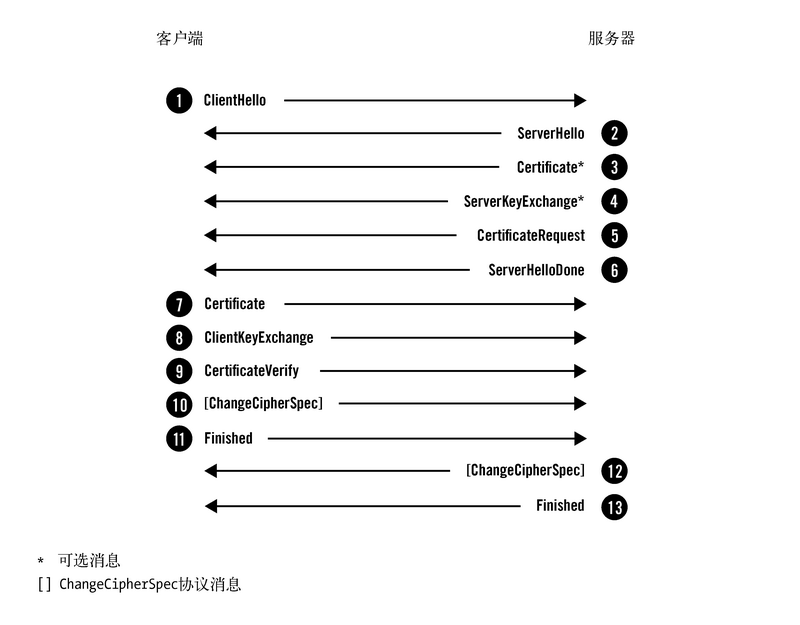 客户端 服务器
1 ClientHello
ServerHello 2
Certificate* 3
ServerKeyExchange* 4
CertificateRequest 5
ServerHelloDone 6
7 Certificate
8 ClientKeyExchange
9 CertificateVerify
10 [ChangeCipherSpec]
11 Finished
[ChangeCipherSpec] 12
Finished 13
* 可选消息
[] ChangeCipherSpec协议消息